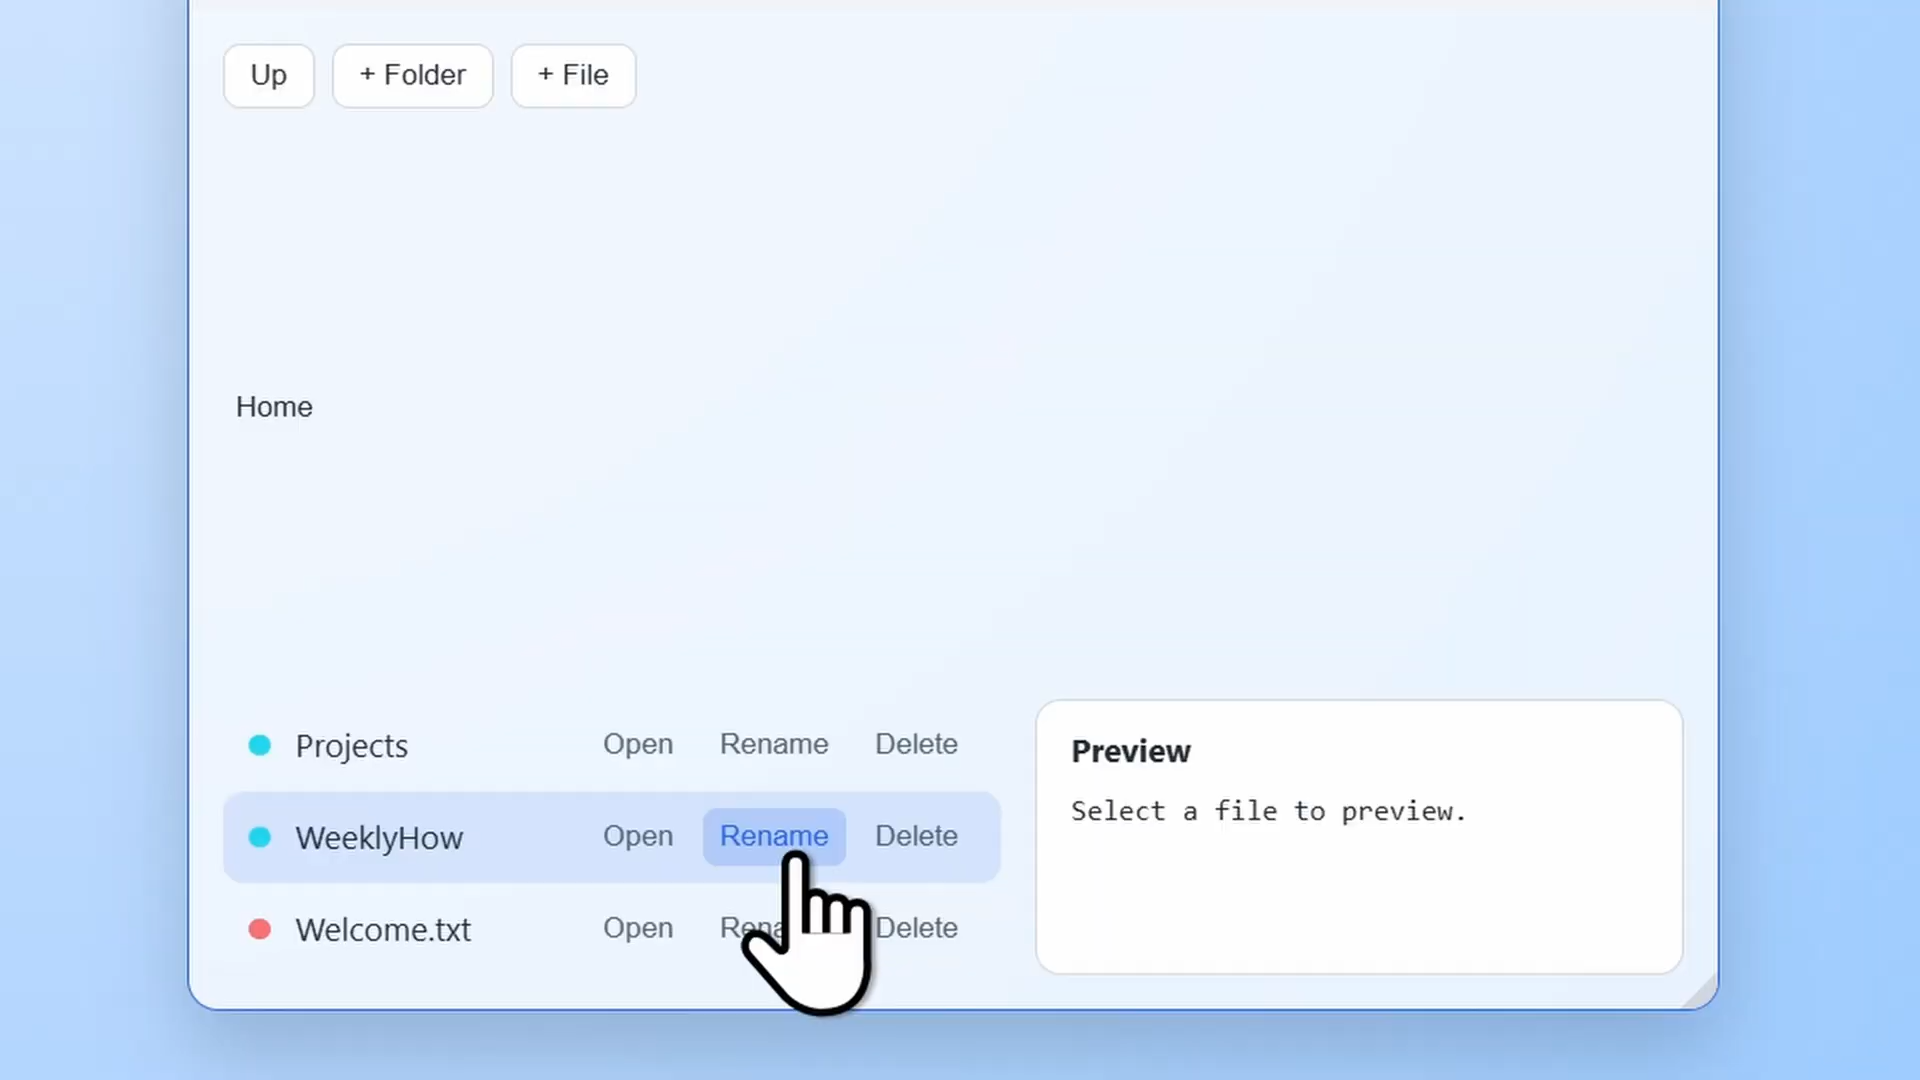 Up + Folder + File
Home
Projects Open Rename Delete
WeeklyHow Open Rename Delete
Welcome.txt Open Delete
Preview
Select a file to preview.